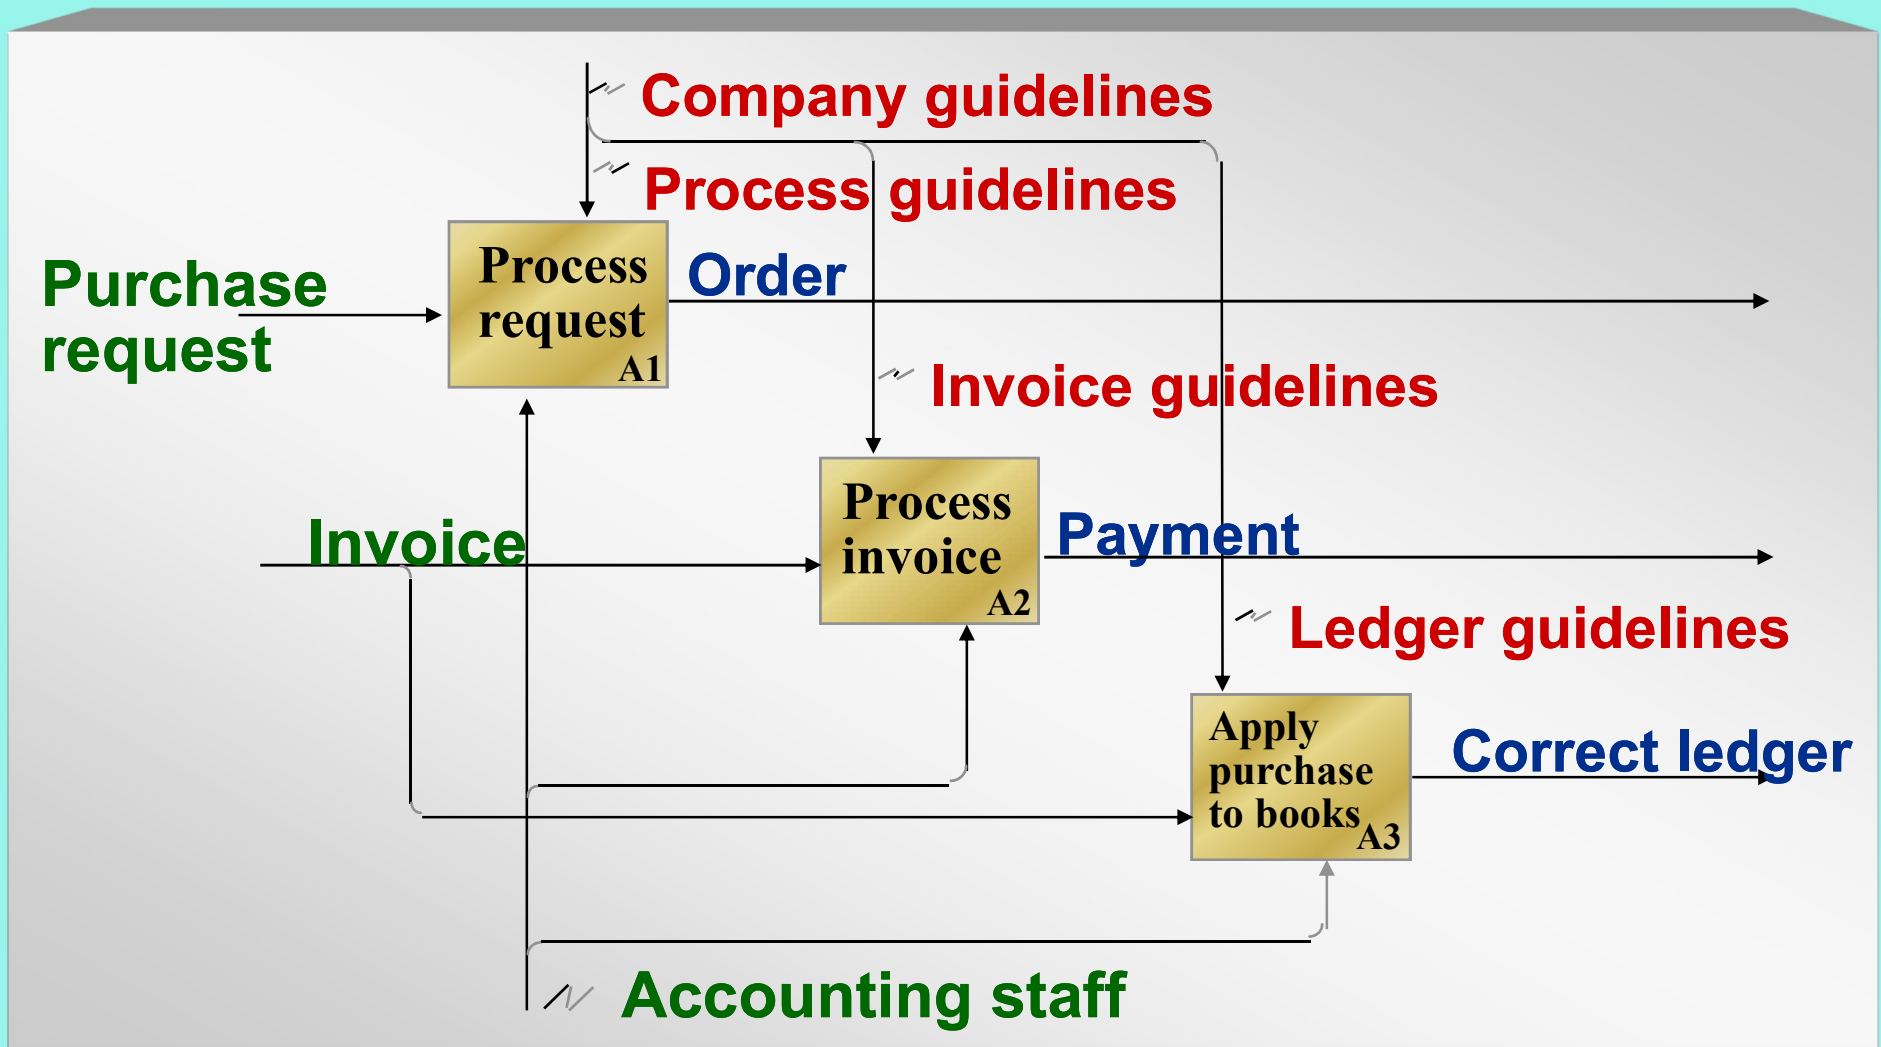 Company guidelines
Process guidelines
Purchase
request
Process
request
A1
Order
Invoice guidelines
Invoice
Process
invoice
A2
Payment
Ledger guidelines
Apply
purchase
to books
A3
Correct ledger
Accounting staff